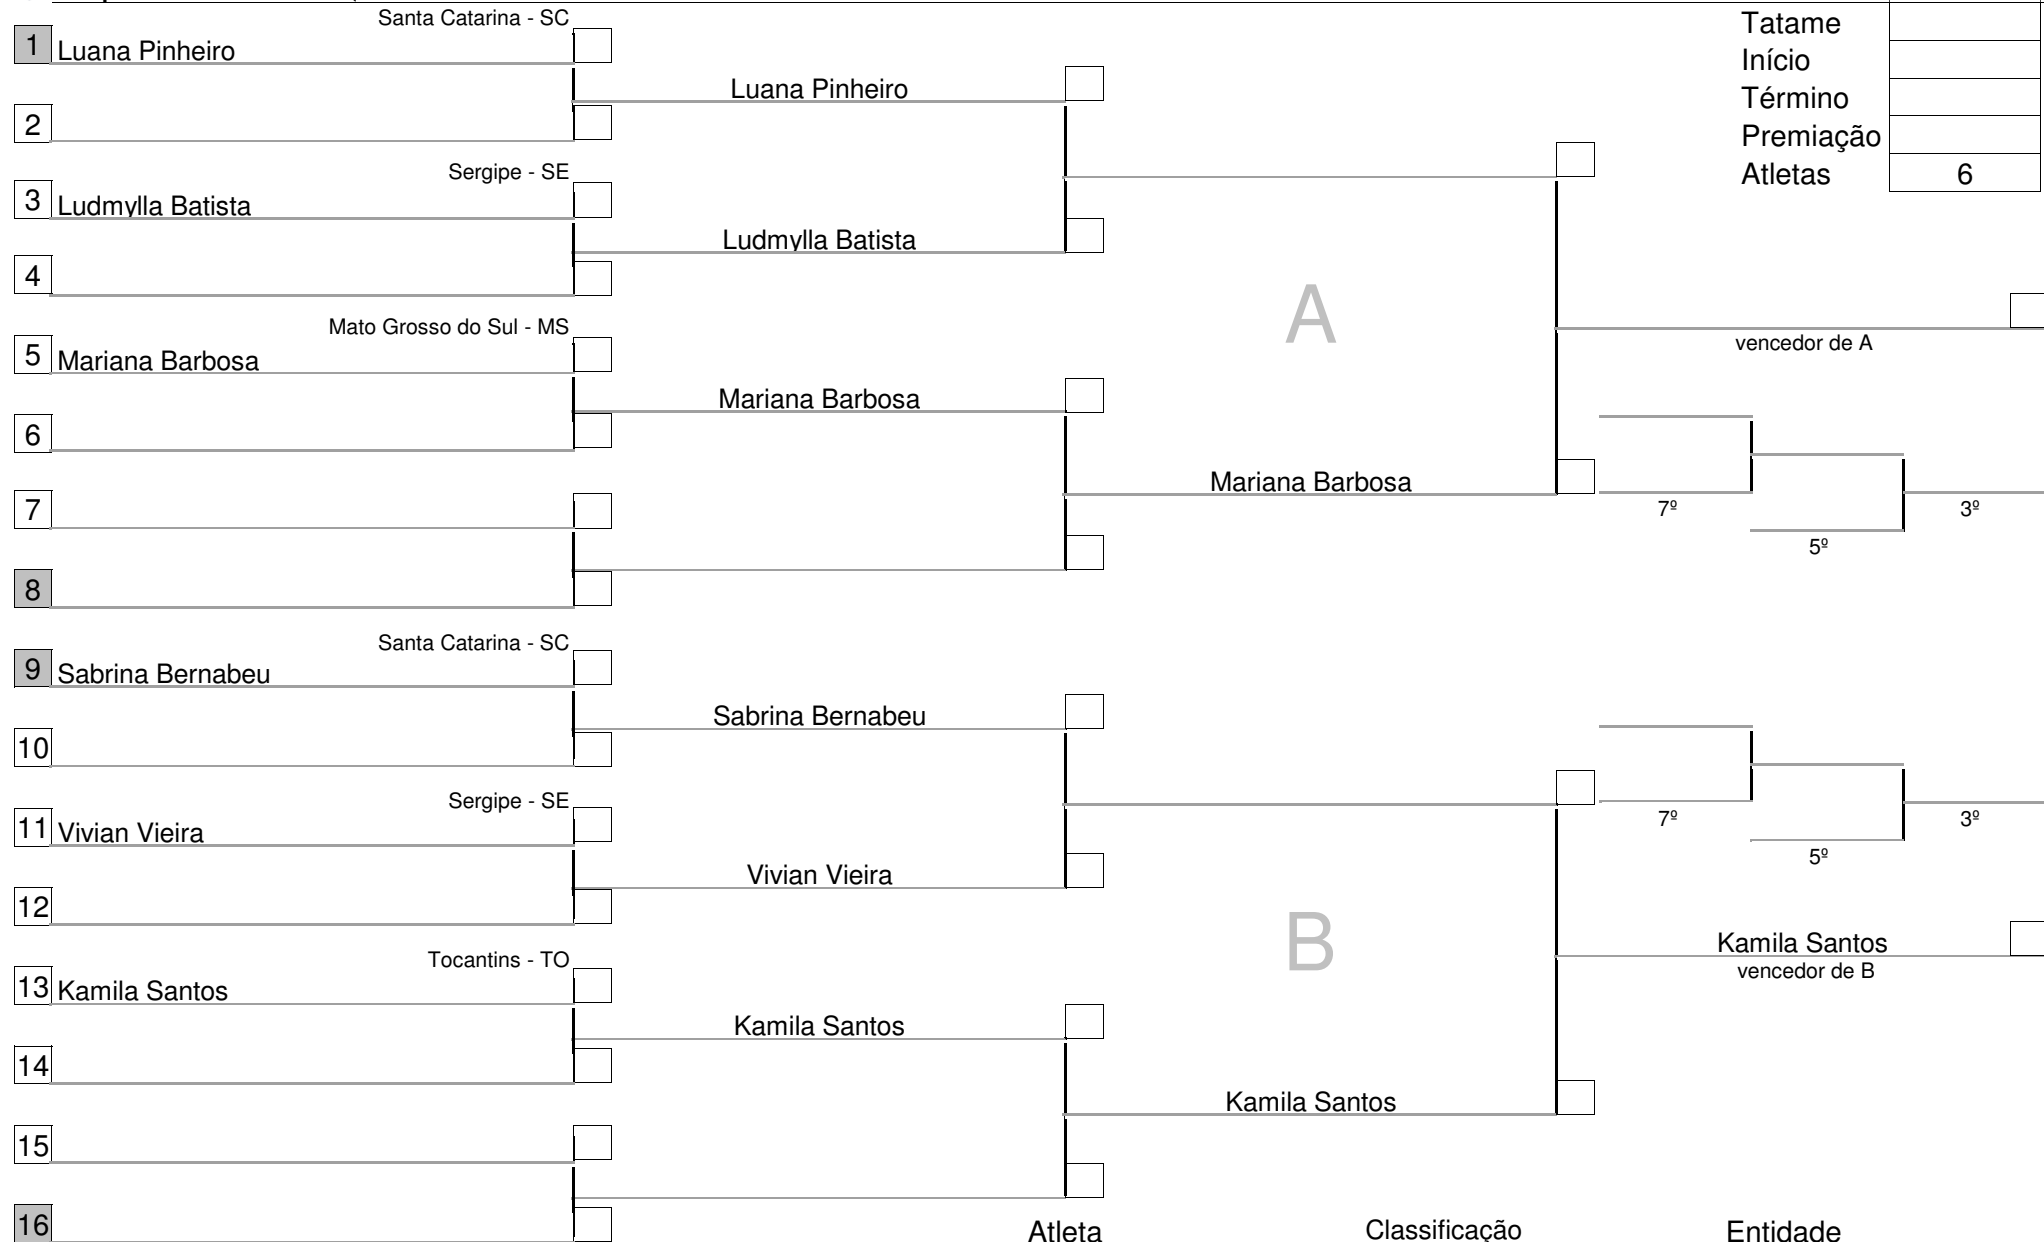 Santa Catarina - SC
1 Luana Pinheiro
Luana Pinheiro
2
Sergipe - SE
3 Ludmylla Batista
Ludmylla Batista
4
Mato Grosso do Sul - MS
5 Mariana Barbosa
Mariana Barbosa
6
7
Mariana Barbosa
8
Santa Catarina - SC
9 Sabrina Bernabeu
Sabrina Bernabeu
10
Sergipe - SE
11 Vivian Vieira
Vivian Vieira
12
Tocantins - TO
13 Kamila Santos
Kamila Santos
14
Kamila Santos
15
16
A
B
Tatame
Início
Término
Premiação
Atletas 6
vencedor de A
7º
3º
5º
7º
3º
5º
Kamila Santos
vencedor de B
Atleta Classificação Entidade